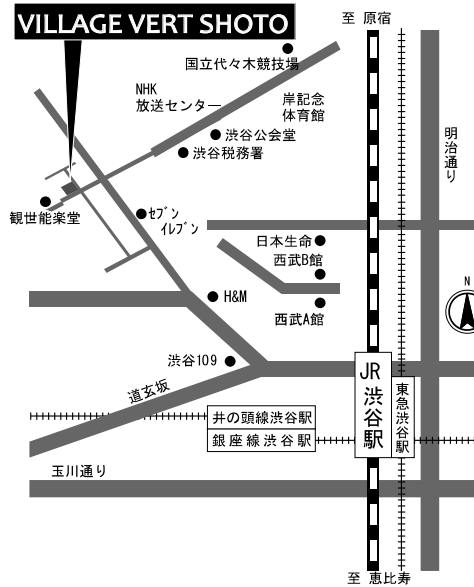 VILLAGE VERT SHOTO
至 原宿
国立代々木競技場
NHK
放送センター
岸記念
体育館
渋谷公会堂
渋谷税務署
明治通り
観世能楽堂
セブン
イレブン
日本生命
西武B館
N
H&M
西武A館
渋谷109
JR渋谷駅
東急渋谷駅
道玄坂
井の頭線渋谷駅
銀座線渋谷駅
玉川通り
至 恵比寿